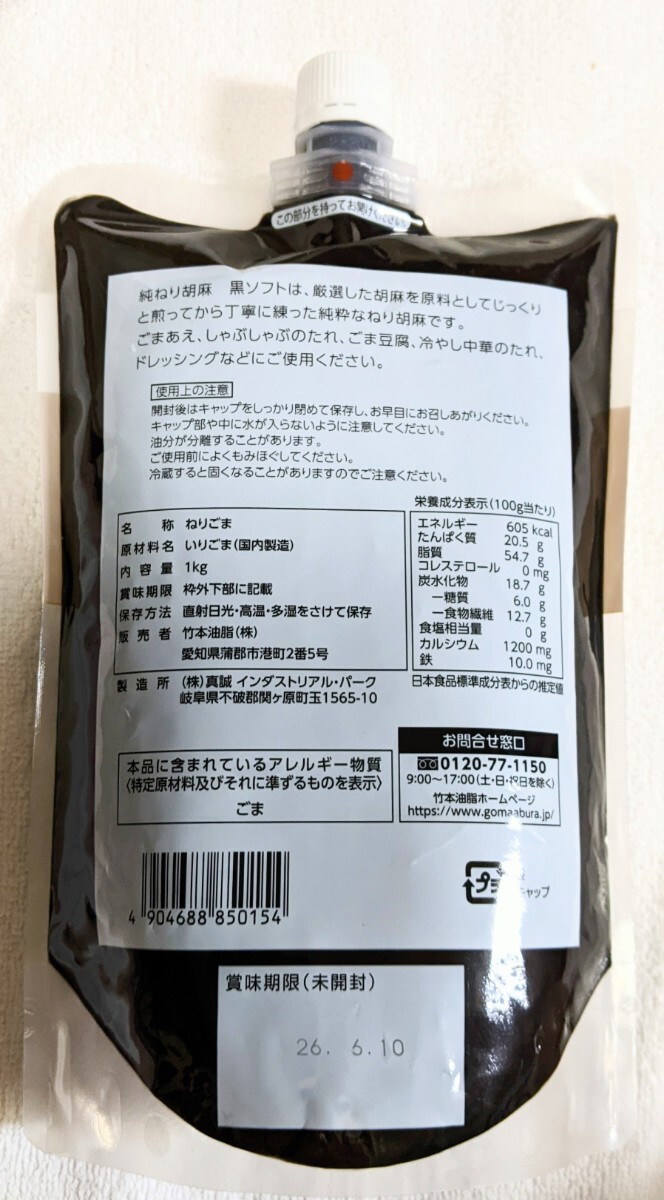 この部分を持ってお開けください
純ねり胡麻　黒ソフトは、厳選した胡麻を原料としてじっくり
と煎ってから丁寧に練った純粋なねり胡麻です。
ごまあえ、しゃぶしゃぶのたれ、ごま豆腐、冷やし中華のたれ、
ドレッシングなどにご使用ください。
使用上の注意
開封後はキャップをしっかり閉めて保存し、お早目にお召しあがりください。
キャップ部や中に水が入らないように注意してください。
油分が分離することがあります。
ご使用前によくもみほぐしてください。
冷蔵すると固くなることがありますのでご注意ください。
名　　称 ねりごま
原材料名 いりごま(国内製造)
内 容 量 1kg
賞味期限 枠外下部に記載
保存方法 直射日光・高温・多湿をさけて保存
販 売 者 竹本油脂(株)
愛知県蒲郡市港町2番5号
製 造 所 (株)真誠 インダストリアル・パーク
岐阜県不破郡関ヶ原町玉1565-10
栄養成分表示(100g当たり)
エネルギー 605 kcal
たんぱく質 20.5 g
脂質 54.7 g
コレステロール 0 mg
炭水化物 18.7 g
ー糖質 6.0 g
ー食物繊維 12.7 g
食塩相当量 0 g
カルシウム 1200 mg
鉄 10.0 mg
日本食品標準成分表からの推定値
本品に含まれているアレルギー物質
〈特定原材料及びそれに準ずるものを表示〉
ごま
お問合せ窓口
0120-77-1150
9:00〜17:00(土・日・祝日を除く)
竹本油脂ホームページ
https://www.gomaabura.jp/
4 904688 850154
プラ
キャップ
賞味期限(未開封)
26. 6.10